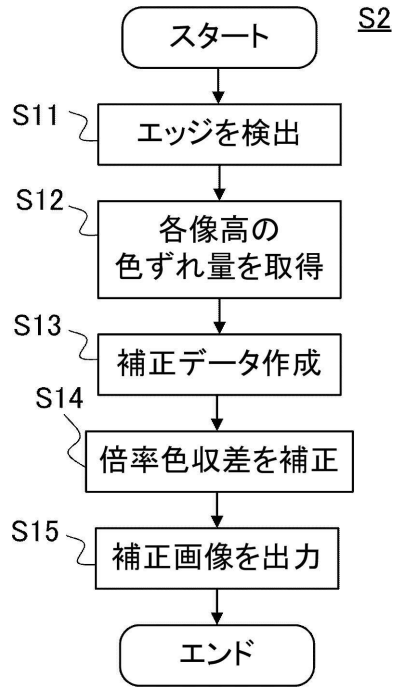 S2
スタート
S11
エッジを検出
S12
各像高の
色ずれ量を取得
S13
補正データ作成
S14
倍率色収差を補正
S15
補正画像を出力
エンド